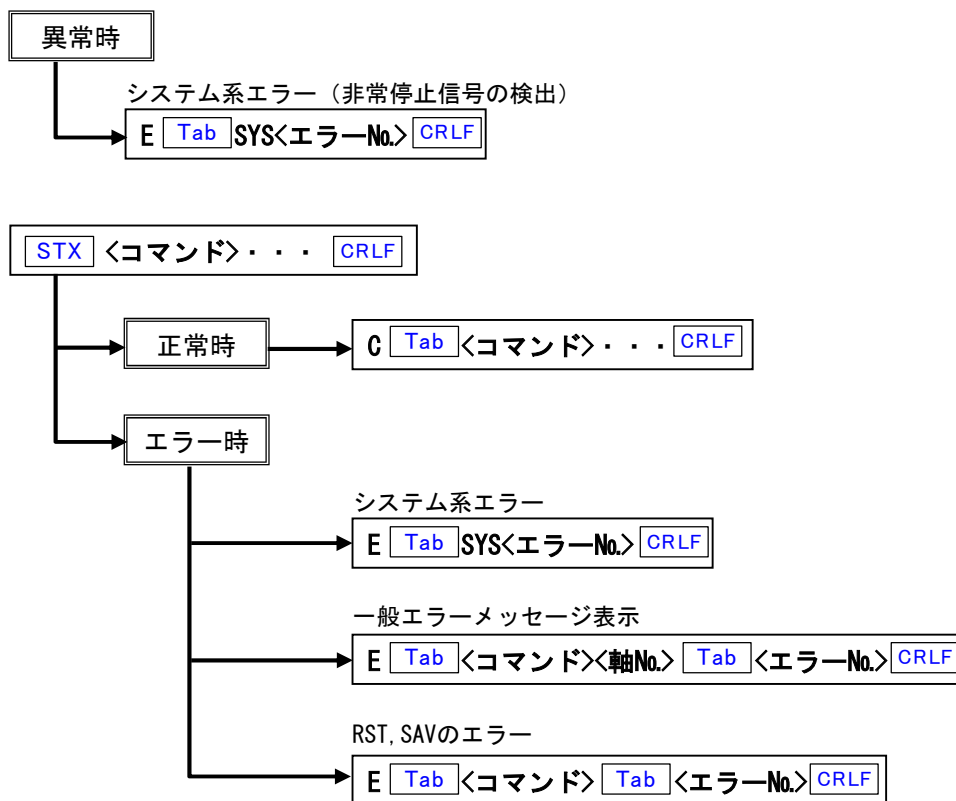 異常時
システム系エラー（非常停止信号の検出）
E Tab SYS<エラーNo.> CRLF
STX <コマンド>・・・ CRLF
正常時
C Tab <コマンド>・・・ CRLF
エラー時
システム系エラー
E Tab SYS<エラーNo.> CRLF
一般エラーメッセージ表示
E Tab <コマンド><軸No.> Tab <エラーNo.> CRLF
RST,SAVのエラー
E Tab <コマンド> Tab <エラーNo.> CRLF